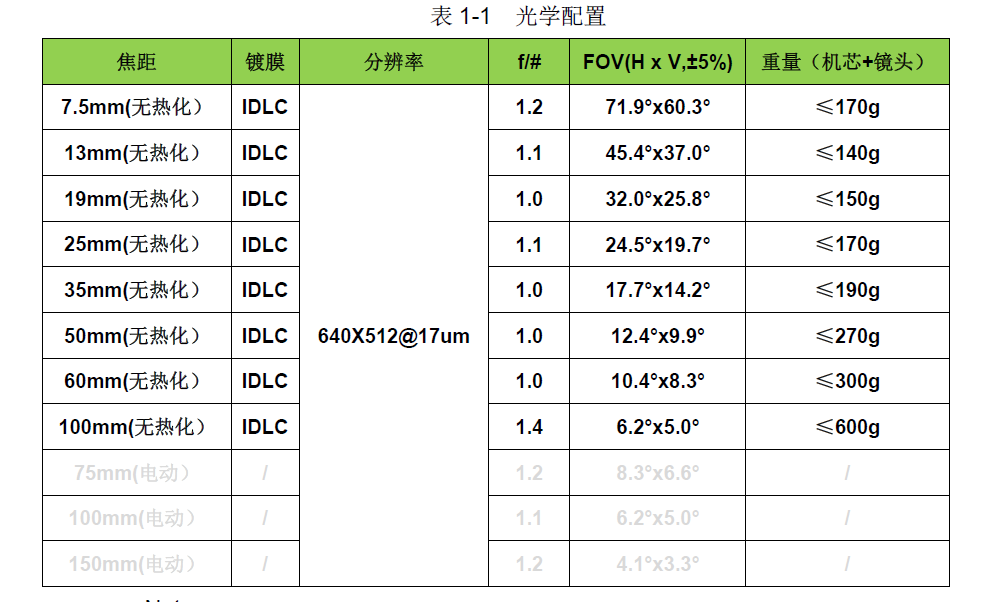 表 1-1 光学配置
焦距 镀膜 分辨率 f/# FOV(H x V,±5%) 重量（机芯+镜头）
7.5mm(无热化） IDLC 1.2 71.9°x60.3° ≤170g
13mm(无热化） IDLC 1.1 45.4°x37.0° ≤140g
19mm(无热化） IDLC 1.0 32.0°x25.8° ≤150g
25mm(无热化） IDLC 1.1 24.5°x19.7° ≤170g
35mm(无热化） IDLC 1.0 17.7°x14.2° ≤190g
50mm(无热化） IDLC 640X512@17um 1.0 12.4°x9.9° ≤270g
60mm(无热化） IDLC 1.0 10.4°x8.3° ≤300g
100mm(无热化） IDLC 1.4 6.2°x5.0° ≤600g
75mm(电动） / 1.2 8.3°x6.6° /
100mm(电动） / 1.1 6.2°x5.0° /
150mm(电动） / 1.2 4.1°x3.3° /